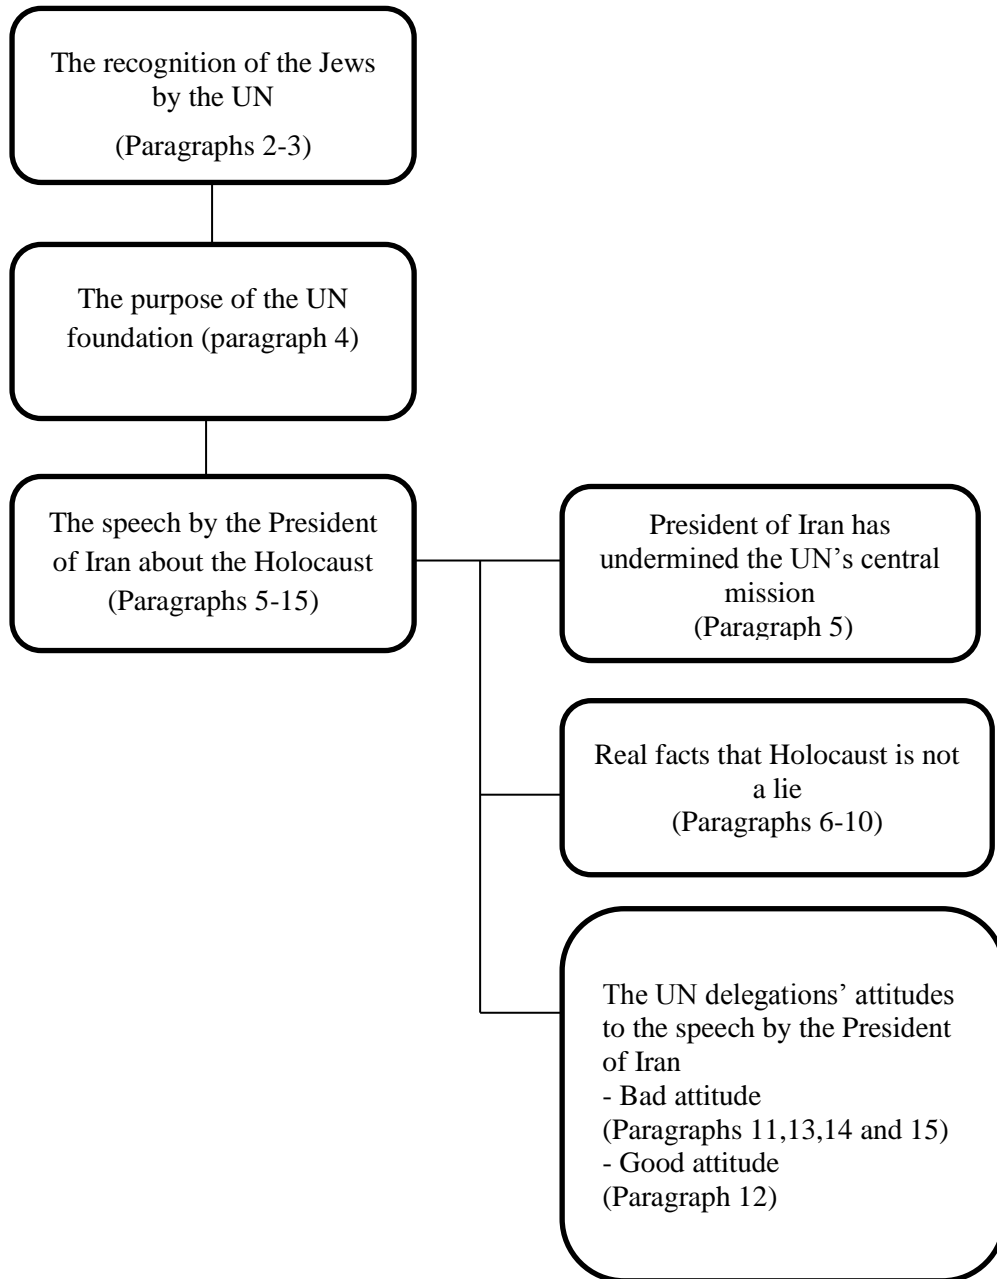 The recognition of the Jews
by the UN
(Paragraphs 2-3)
The purpose of the UN
foundation (paragraph 4)
The speech by the President
of Iran about the Holocaust
(Paragraphs 5-15)
President of Iran has
undermined the UN’s central
mission
(Paragraph 5)
Real facts that Holocaust is not
a lie
(Paragraphs 6-10)
The UN delegations’ attitudes
to the speech by the President
of Iran
- Bad attitude
(Paragraphs 11,13,14 and 15)
- Good attitude
(Paragraph 12)